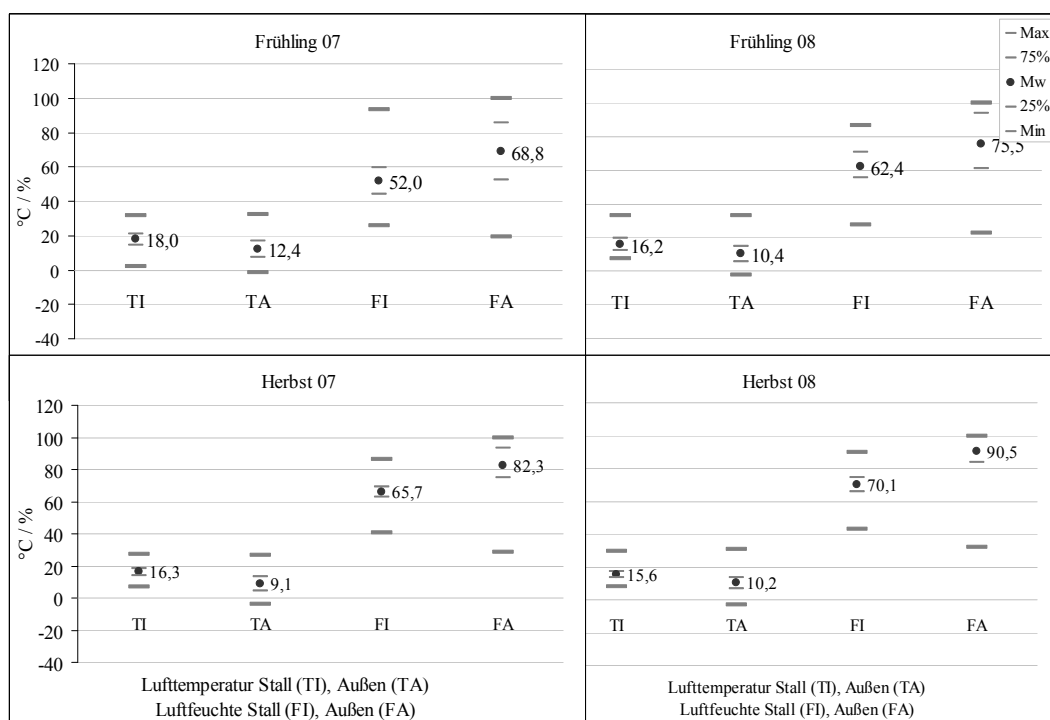 Frühling 07
120
100
80
60
40
20
0
-20
-40
°C / %
18,0
12,4
52,0
68,8
TI TA FI FA
Frühling 08
Max
75%
Mw
25%
Min
16,2
10,4
62,4
75,5
TI TA FI FA
Herbst 07
120
100
80
60
40
20
0
-20
-40
°C / %
16,3
9,1
65,7
82,3
TI TA FI FA
Lufttemperatur Stall (TI), Außen (TA)
Luftfeuchte Stall (FI), Außen (FA)
Herbst 08
15,6
10,2
70,1
90,5
TI TA FI FA
Lufttemperatur Stall (TI), Außen (TA)
Luftfeuchte Stall (FI), Außen (FA)